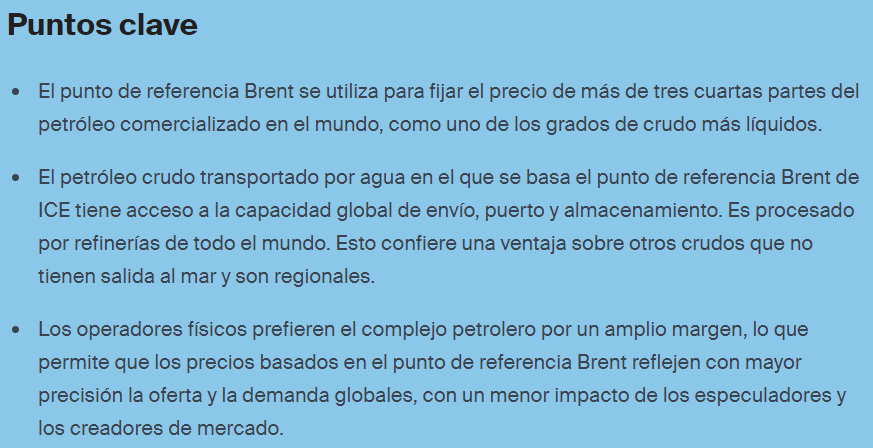 Puntos clave
• El punto de referencia Brent se utiliza para fijar el precio de más de tres cuartas partes del
petróleo comercializado en el mundo, como uno de los grados de crudo más líquidos.
• El petróleo crudo transportado por agua en el que se basa el punto de referencia Brent de
ICE tiene acceso a la capacidad global de envío, puerto y almacenamiento. Es procesado
por refinerías de todo el mundo. Esto confiere una ventaja sobre otros crudos que no
tienen salida al mar y son regionales.
• Los operadores físicos prefieren el complejo petrolero por un amplio margen, lo que
permite que los precios basados en el punto de referencia Brent reflejen con mayor
precisión la oferta y la demanda globales, con un menor impacto de los especuladores y
los creadores de mercado.